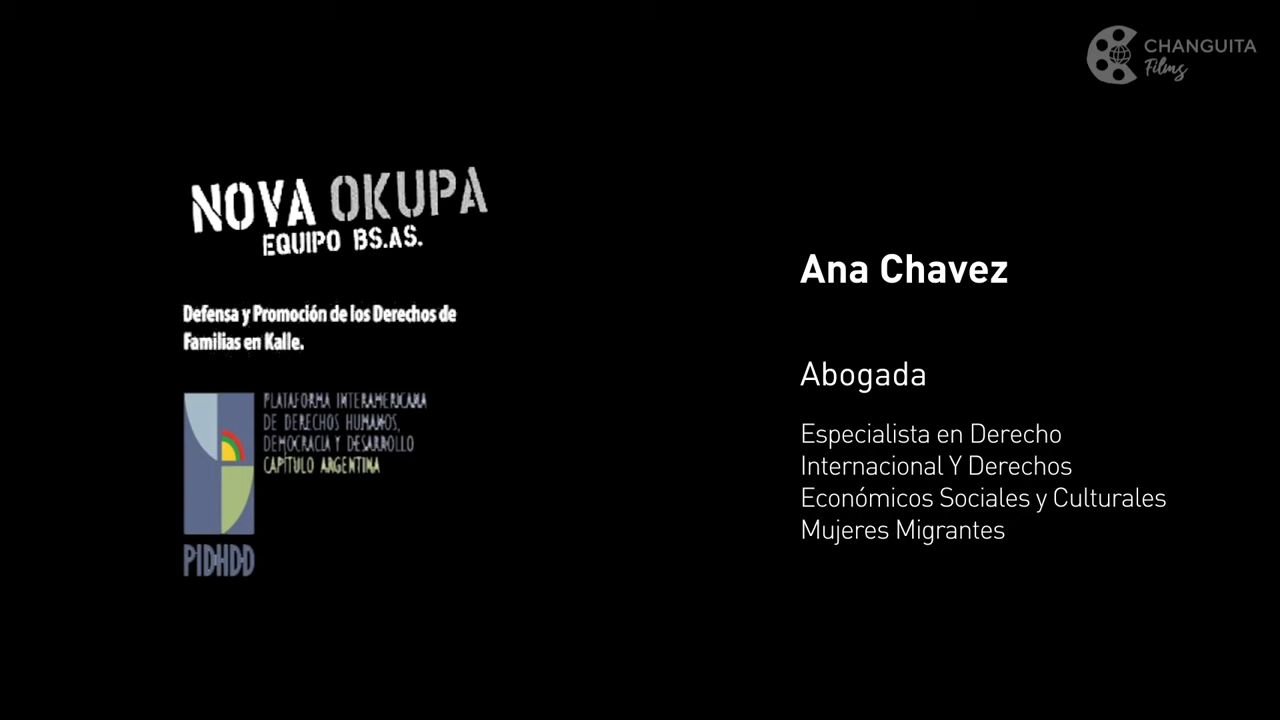 CHANGUITA
Films
NOVA OKUPA
EQUIPO BS.AS.
Defensa y Promoción de los Derechos de
Familias en Kalle.
PLATAFORMA INTERAMERICANA
DE DERECHOS HUMANOS,
DEMOCRACIA Y DESARROLLO
CAPÍTULO ARGENTINA
PIDHDD
Ana Chavez
Abogada
Especialista en Derecho
Internacional Y Derechos
Económicos Sociales y Culturales
Mujeres Migrantes